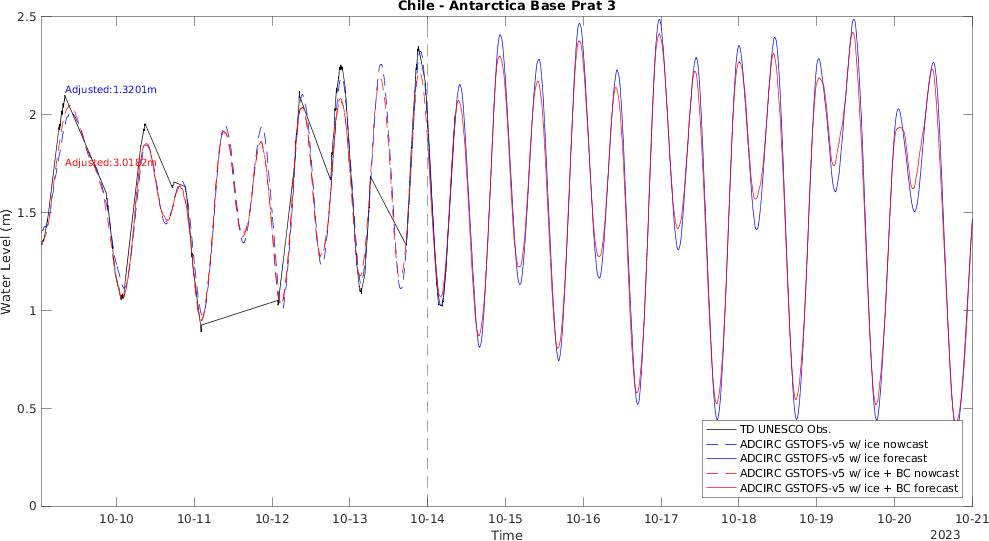 Chile - Antarctica Base Prat 3
2.5
2
1.5
1
0.5
0
Water Level (m)
Adjusted:1.3201m
Adjusted:3.0182m
TD UNESCO Obs.
ADCIRC GSTOFS-v5 w/ ice nowcast
ADCIRC GSTOFS-v5 w/ ice forecast
ADCIRC GSTOFS-v5 w/ ice + BC nowcast
ADCIRC GSTOFS-v5 w/ ice + BC forecast
10-10 10-11 10-12 10-13 10-14 10-15 10-16 10-17 10-18 10-19 10-20 10-21
Time
2023